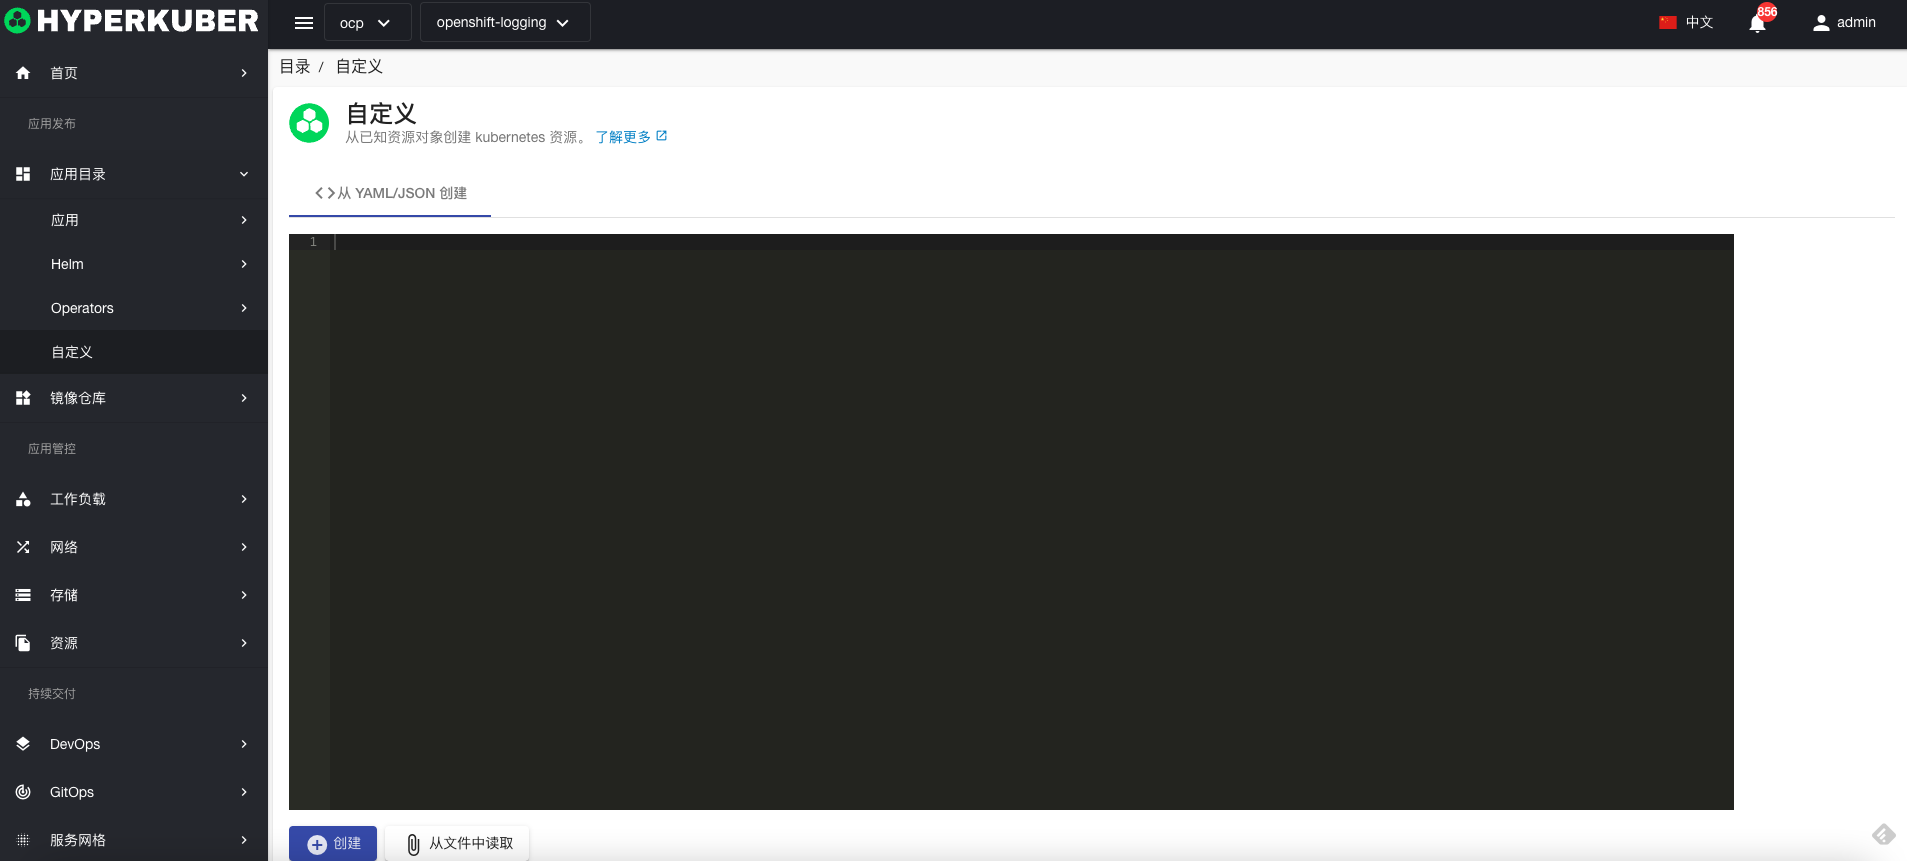 HYPERKUBER
ocp
openshift-logging
中文
856
admin
首页
应用发布
应用目录
应用
Helm
Operators
自定义
镜像仓库
应用管控
工作负载
网络
存储
资源
持续交付
DevOps
GitOps
服务网格
目录 / 自定义
自定义
从已知资源对象创建 kubernetes 资源。 了解更多
从 YAML/JSON 创建
1
创建
从文件中读取